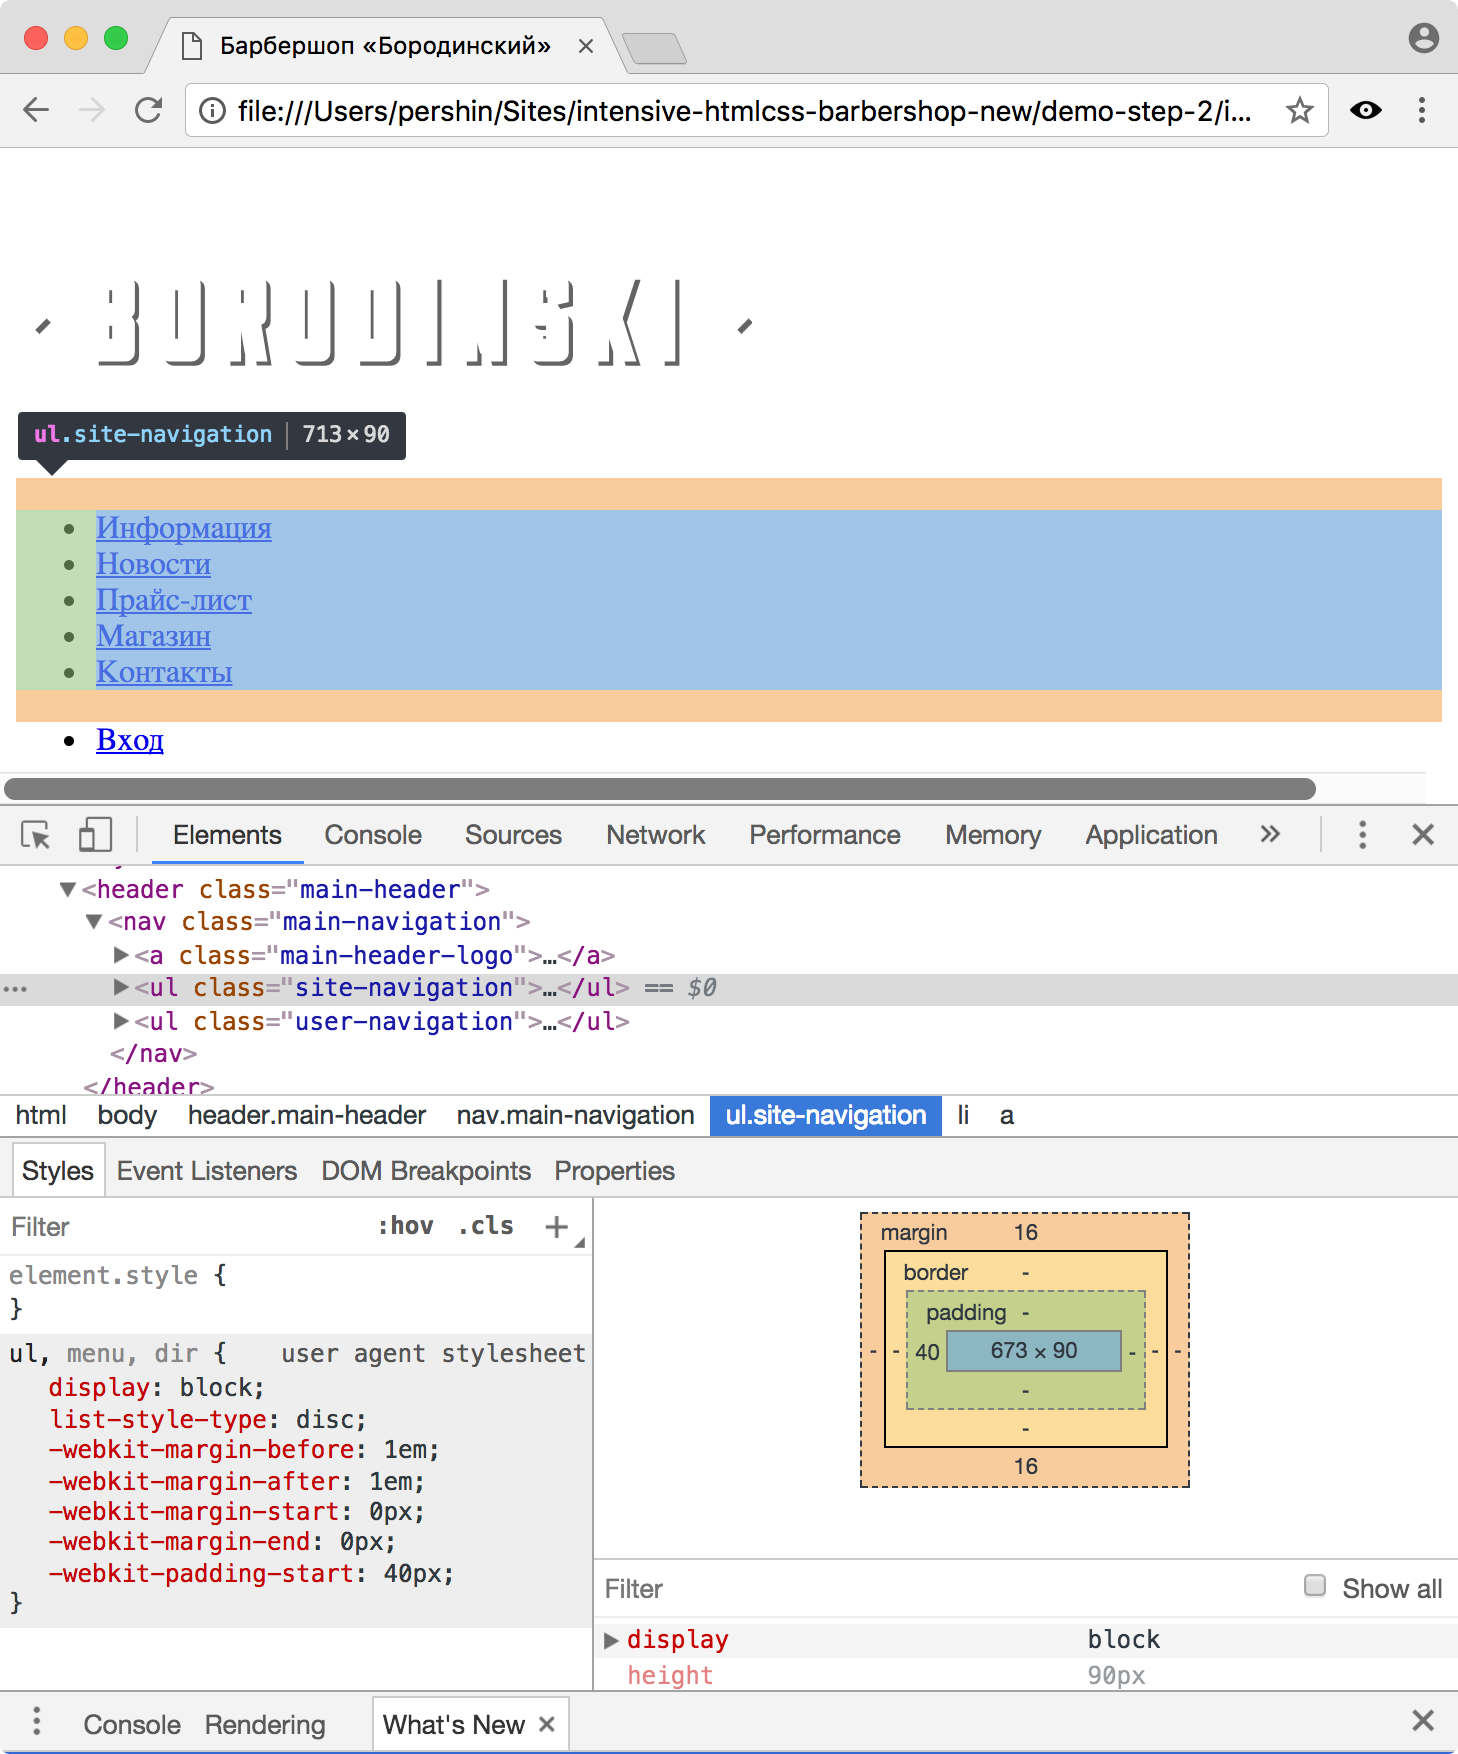 Барбершоп «Бородинский»
file:///Users/pershin/Sites/intensive-htmlcss-barbershop-new/demo-step-2/i...
BORODINSKI
ul.site-navigation 713×90
• Информация
• Новости
• Прайс-лист
• Магазин
• Контакты
• Вход
Elements Console Sources Network Performance Memory Application »
▼<header class="main-header">
▼<nav class="main-navigation">
▶<a class="main-header-logo">…</a>
… ▶<ul class="site-navigation">…</ul> == $0
▶<ul class="user-navigation">…</ul>
</nav>
</header>
html body header.main-header nav.main-navigation ul.site-navigation li a
Styles Event Listeners DOM Breakpoints Properties
Filter :hov .cls +
element.style {
}
ul, menu, dir { user agent stylesheet
display: block;
list-style-type: disc;
-webkit-margin-before: 1em;
-webkit-margin-after: 1em;
-webkit-margin-start: 0px;
-webkit-margin-end: 0px;
-webkit-padding-start: 40px;
}
margin 16
border -
padding -
- - 40 673 × 90 - - -
-
-
16
Filter Show all
▶ display block
height 90px
Console Rendering What's New ×